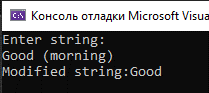 Консоль отладки Microsoft Visua
Enter string:
Good (morning)
Modified string:Good